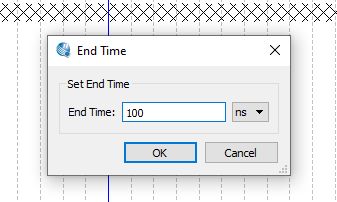 End Time
Set End Time
End Time: 100 ns
OK Cancel